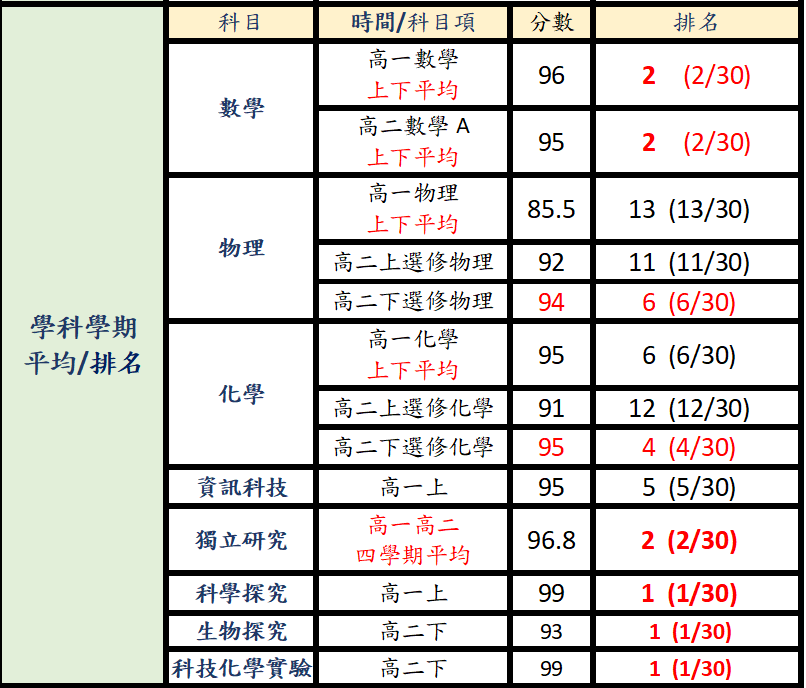 學科學期
平均/排名
科目 時間/科目項 分數 排名
數學
高一數學
上下平均
96 2 (2/30)
高二數學 A
上下平均
95 2 (2/30)
物理
高一物理
上下平均
85.5 13 (13/30)
高二上選修物理 92 11 (11/30)
高二下選修物理 94 6 (6/30)
化學
高一化學
上下平均
95 6 (6/30)
高二上選修化學 91 12 (12/30)
高二下選修化學 95 4 (4/30)
資訊科技 高一上 95 5 (5/30)
獨立研究
高一高二
四學期平均
96.8 2 (2/30)
科學探究 高一上 99 1 (1/30)
生物探究 高二下 93 1 (1/30)
科技化學實驗 高二下 99 1 (1/30)